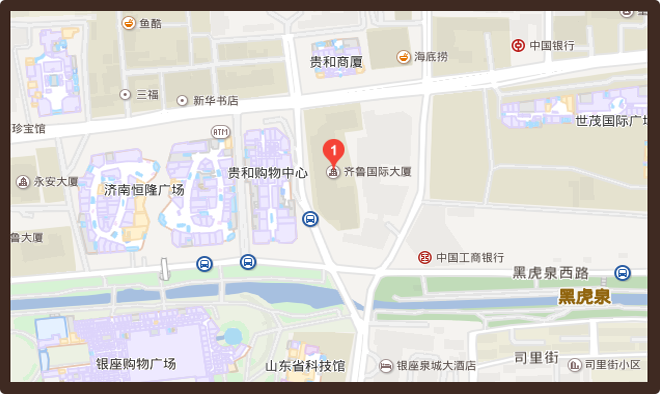 鱼酷
中国银行
海底捞
贵和商厦
三福
新华书店
世茂国际广场
珍宝馆
ATM
1
贵和购物中心
齐鲁国际大厦
永安大厦
济南恒隆广场
鲁大厦
中国工商银行
黑虎泉西路
黑虎泉
司里街
银座购物广场
山东省科技馆
银座泉城大酒店
司里街小区